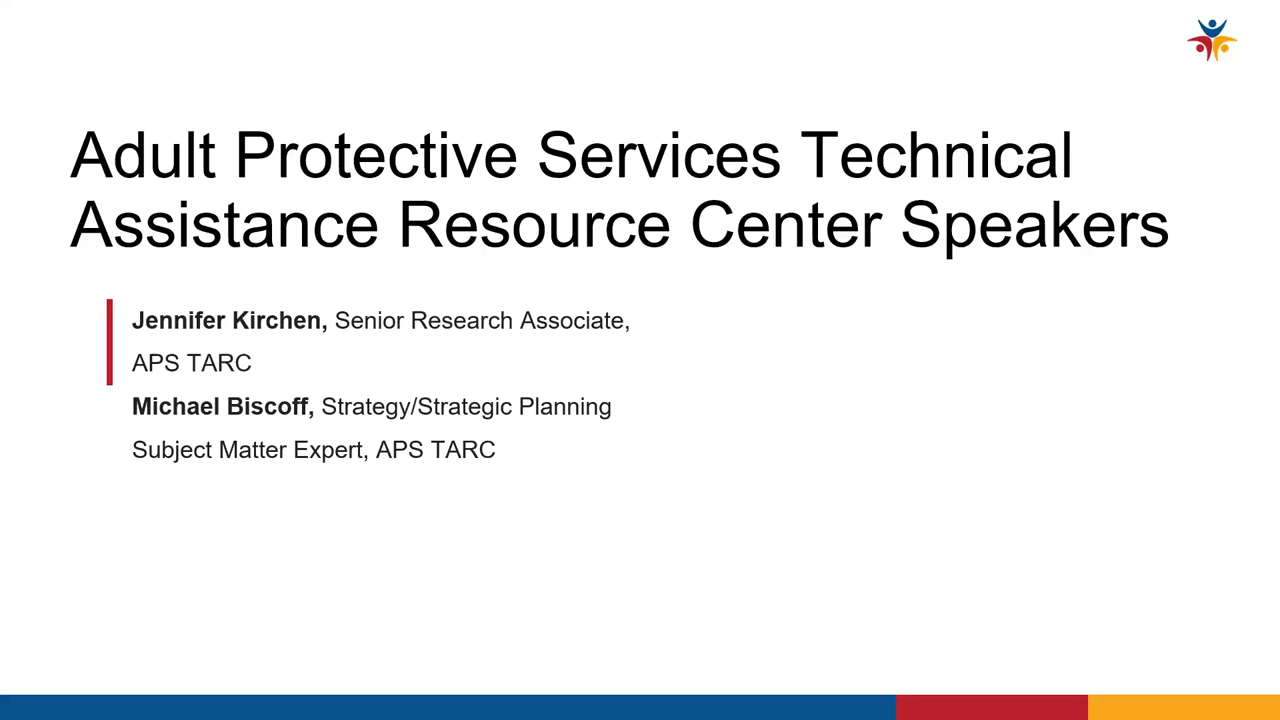 Adult Protective Services Technical
Assistance Resource Center Speakers
Jennifer Kirchen, Senior Research Associate,
APS TARC
Michael Biscoff, Strategy/Strategic Planning
Subject Matter Expert, APS TARC